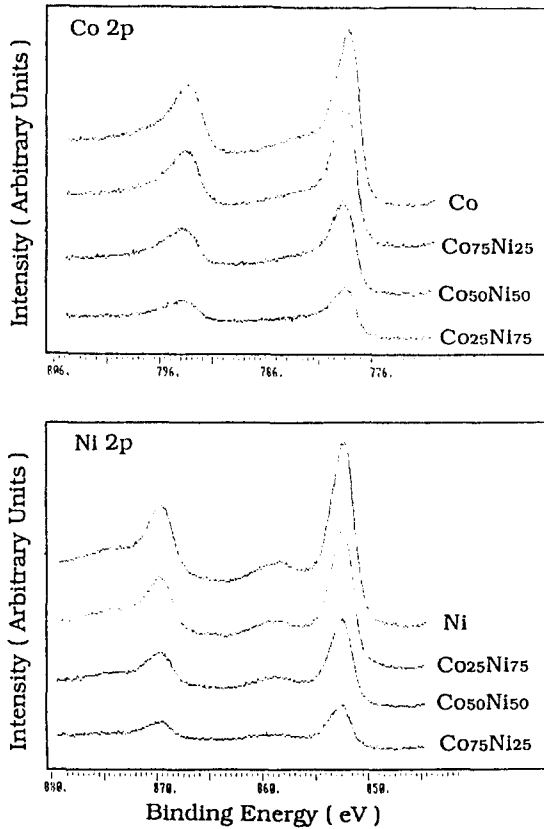 Co 2p
Intensity ( Arbitrary Units )
Co
Co75Ni25
Co50Ni50
Co25Ni75
806. 796. 786. 776.
Ni 2p
Intensity ( Arbitrary Units )
Ni
Co25Ni75
Co50Ni50
Co75Ni25
880. 870. 860. 850.
Binding Energy ( eV )